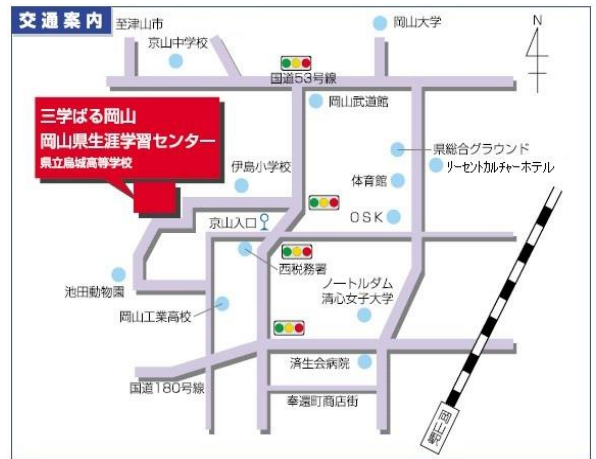 交通案内
至津山市
岡山大学
N
京山中学校
国道53号線
岡山武道館
三学ぱる岡山
岡山県生涯学習センター
県立烏城高等学校
伊島小学校
県総合グラウンド
リーセントカルチャーホテル
体育館
京山入口
OSK
西税務署
池田動物園
ノートルダム
清心女子大学
岡山工業高校
済生会病院
国道180号線
奉還町商店街
岡山駅